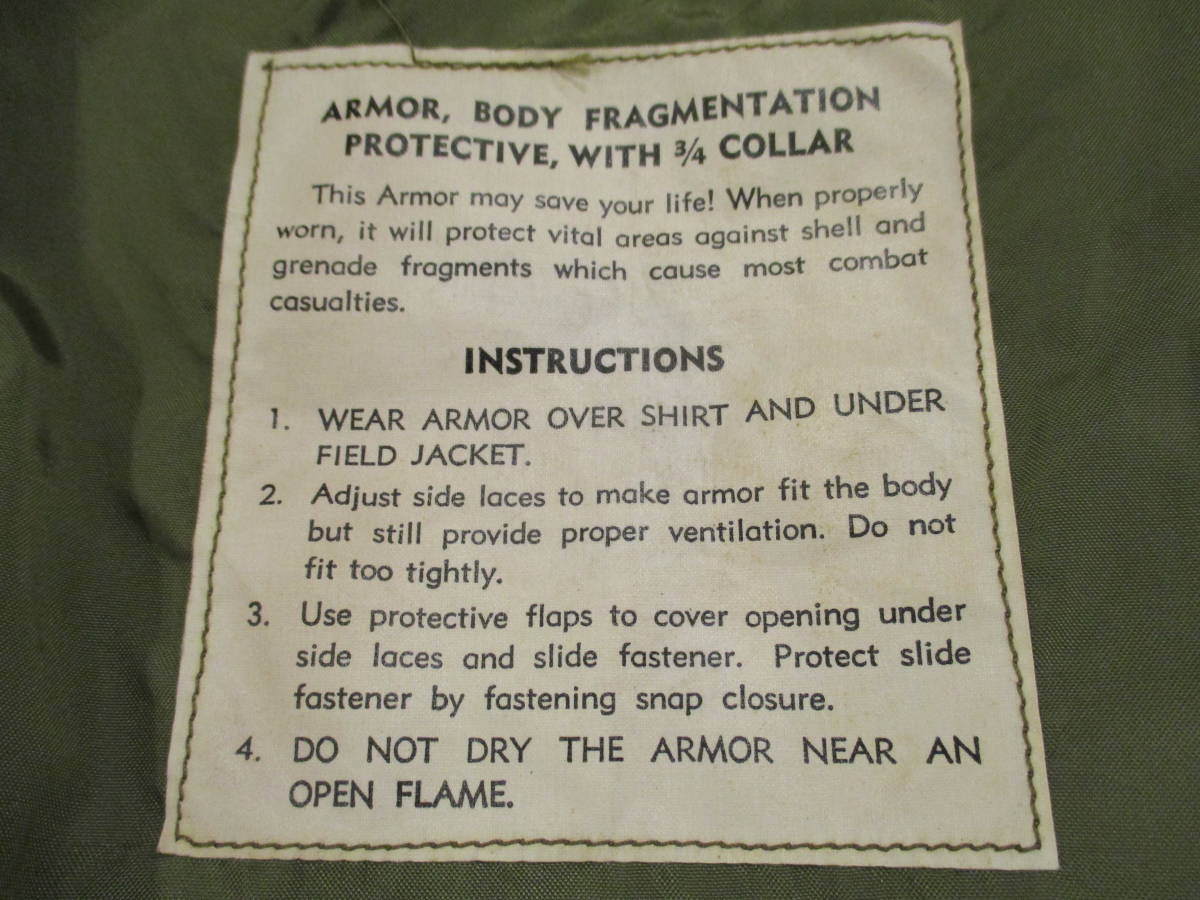 ARMOR, BODY FRAGMENTATION
PROTECTIVE, WITH ¾ COLLAR
This Armor may save your life! When properly
worn, it will protect vital areas against shell and
grenade fragments which cause most combat
casualties.
INSTRUCTIONS
1. WEAR ARMOR OVER SHIRT AND UNDER
FIELD JACKET.
2. Adjust side laces to make armor fit the body
but still provide proper ventilation. Do not
fit too tightly.
3. Use protective flaps to cover opening under
side laces and slide fastener. Protect slide
fastener by fastening snap closure.
4. DO NOT DRY THE ARMOR NEAR AN
OPEN FLAME.